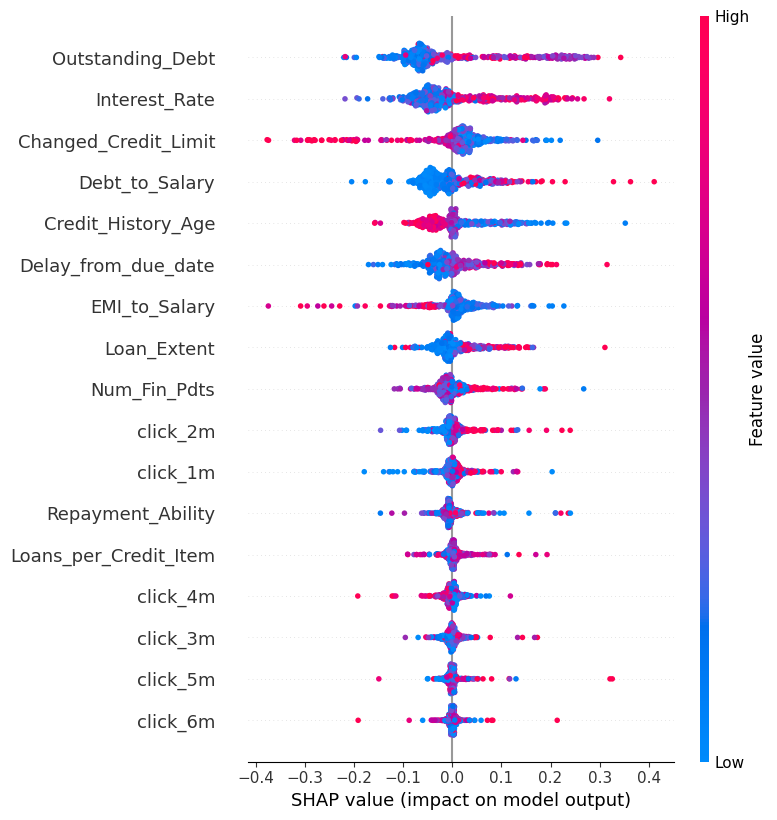 High
Outstanding_Debt
Interest_Rate
Changed_Credit_Limit
Debt_to_Salary
Credit_History_Age
Delay_from_due_date
EMI_to_Salary
Loan_Extent
Num_Fin_Pdts
click_2m
click_1m
Repayment_Ability
Loans_per_Credit_Item
click_4m
click_3m
click_5m
click_6m
Feature value
Low
−0.4 −0.3 −0.2 −0.1 0.0 0.1 0.2 0.3 0.4
SHAP value (impact on model output)